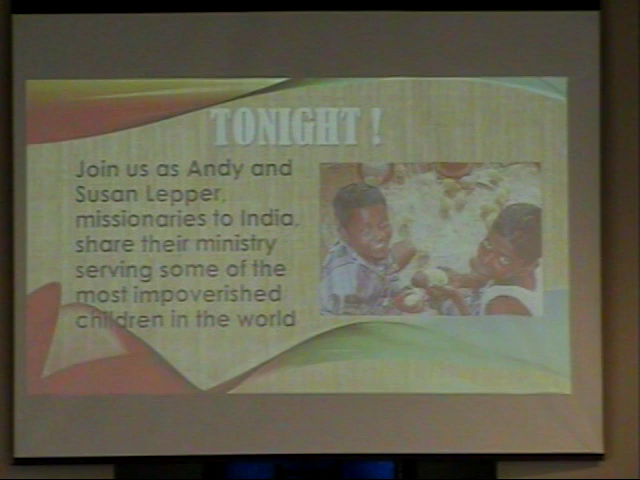 TONIGHT !
Join us as Andy and
Susan Lepper,
missionaries to India,
share their ministry
serving some of the
most impoverished
children in the world